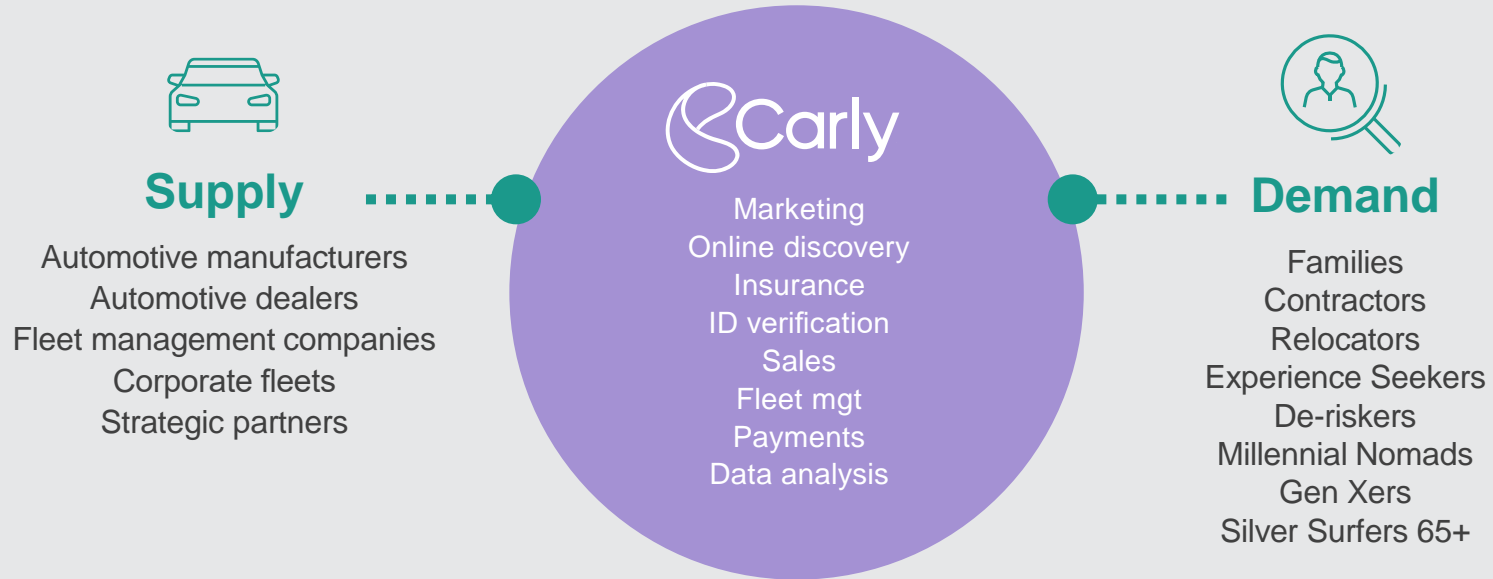 Supply
Automotive manufacturers
Automotive dealers
Fleet management companies
Corporate fleets
Strategic partners
Carly
Marketing
Online discovery
Insurance
ID verification
Sales
Fleet mgt
Payments
Data analysis
Demand
Families
Contractors
Relocators
Experience Seekers
De-riskers
Millennial Nomads
Gen Xers
Silver Surfers 65+